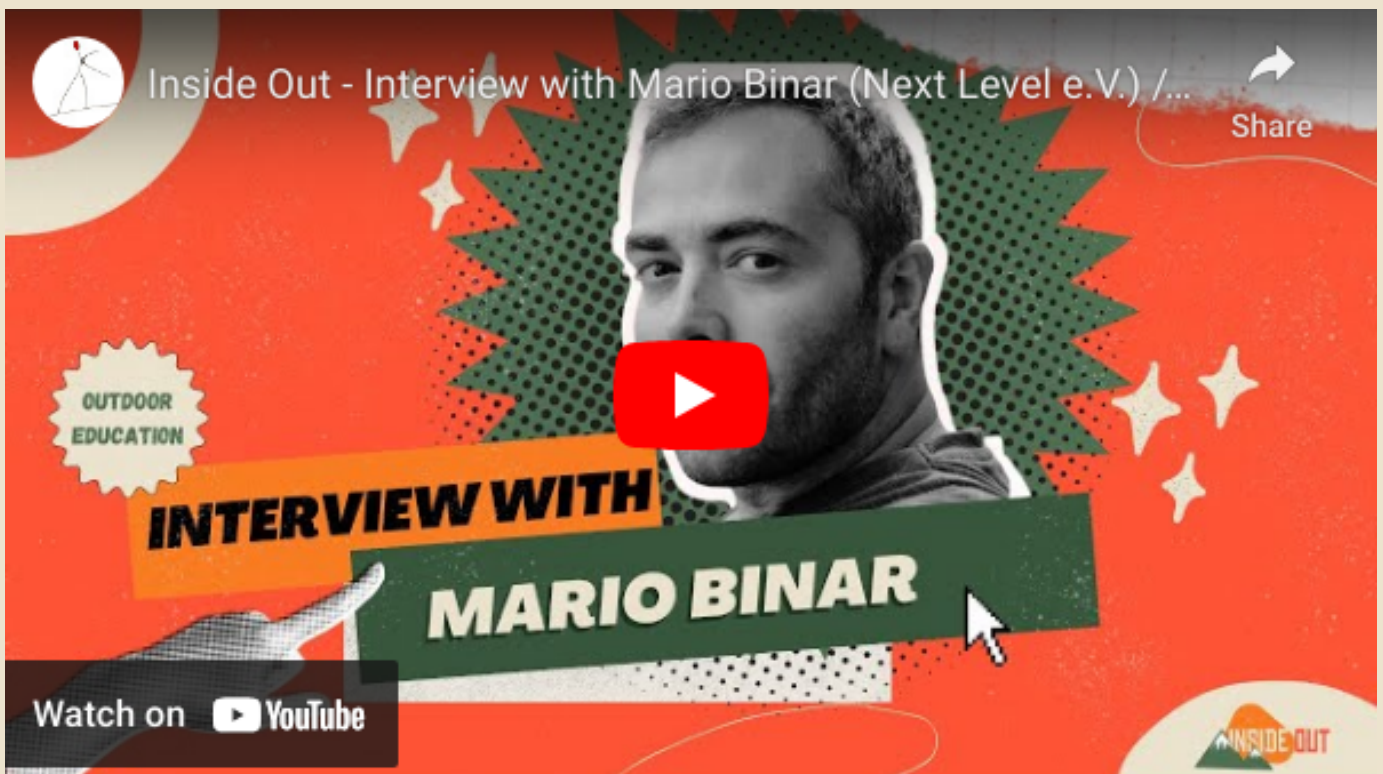 Inside Out - Interview with Mario Binar (Next Level e.V.) /...
Share
OUTDOOR
EDUCATION
INTERVIEW WITH
MARIO BINAR
Watch on YouTube
INSIDE OUT